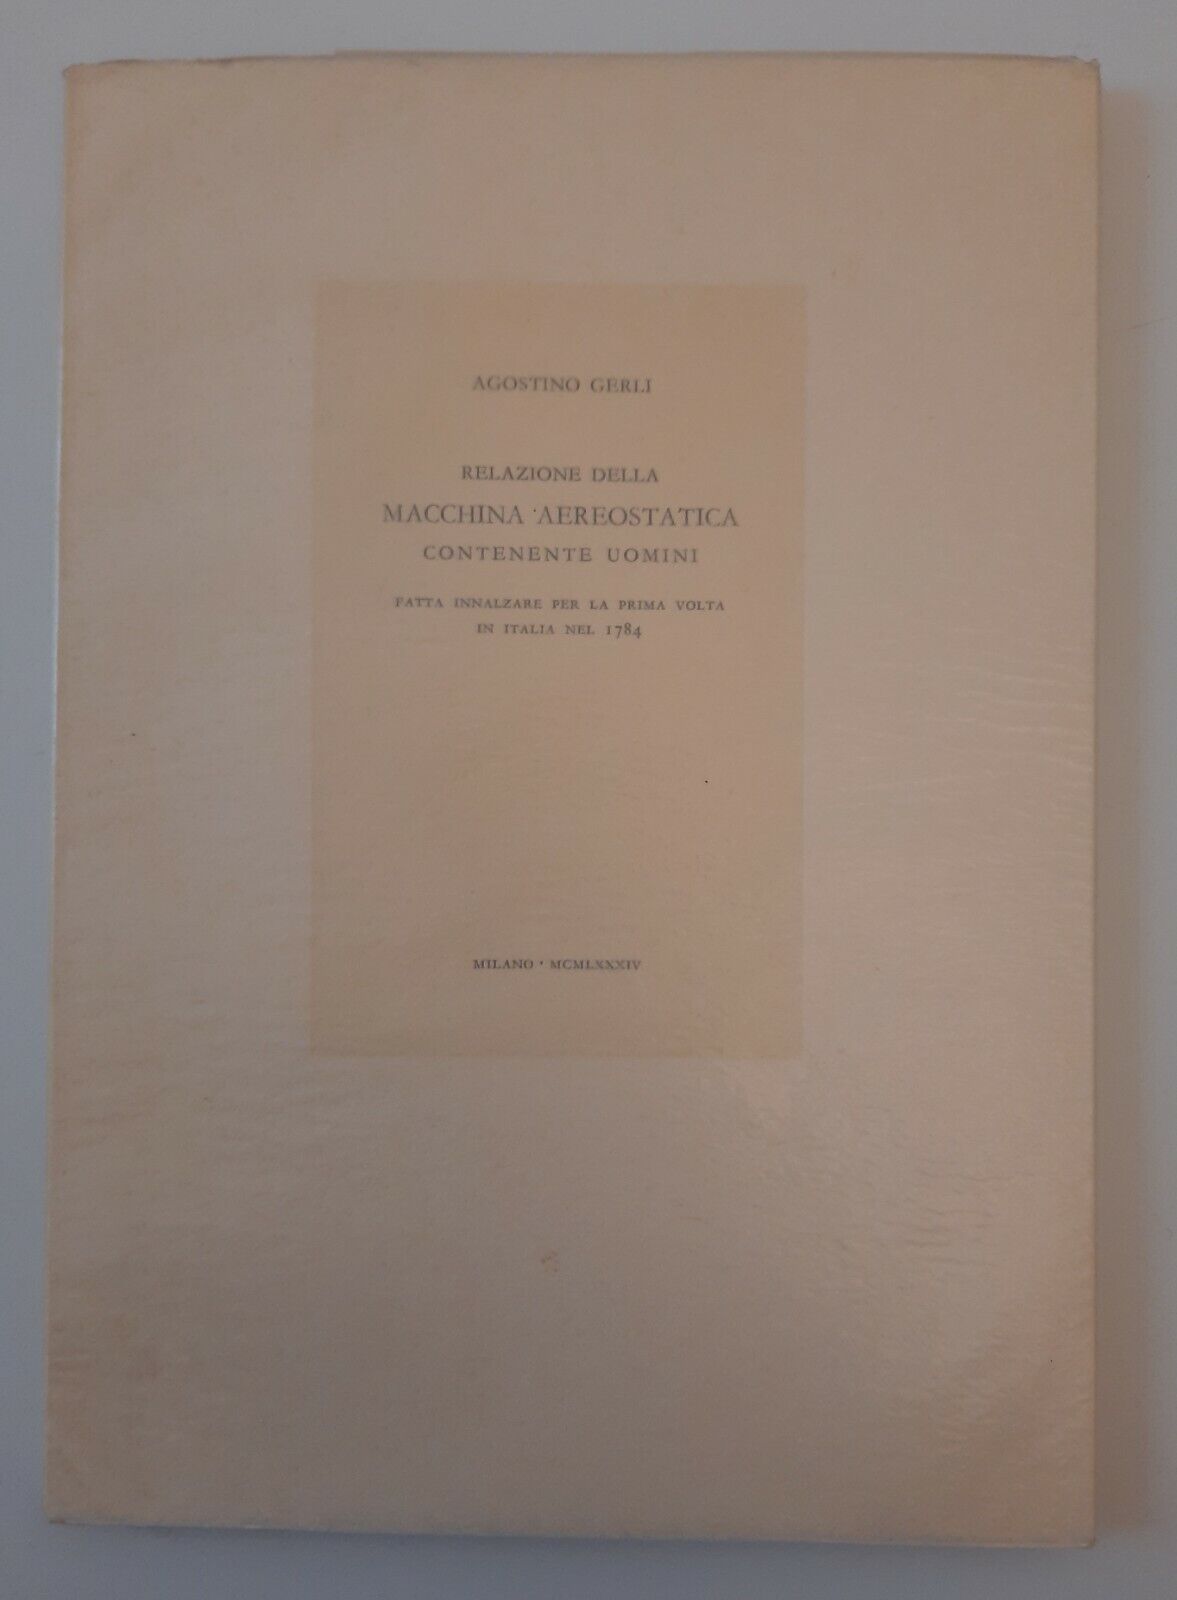 AGOSTINO GERLI
RELAZIONE DELLA
MACCHINA AEREOSTATICA
CONTENENTE UOMINI
FATTA INNALZARE PER LA PRIMA VOLTA
IN ITALIA NEL 1784
MILANO · MCMLXXXIV